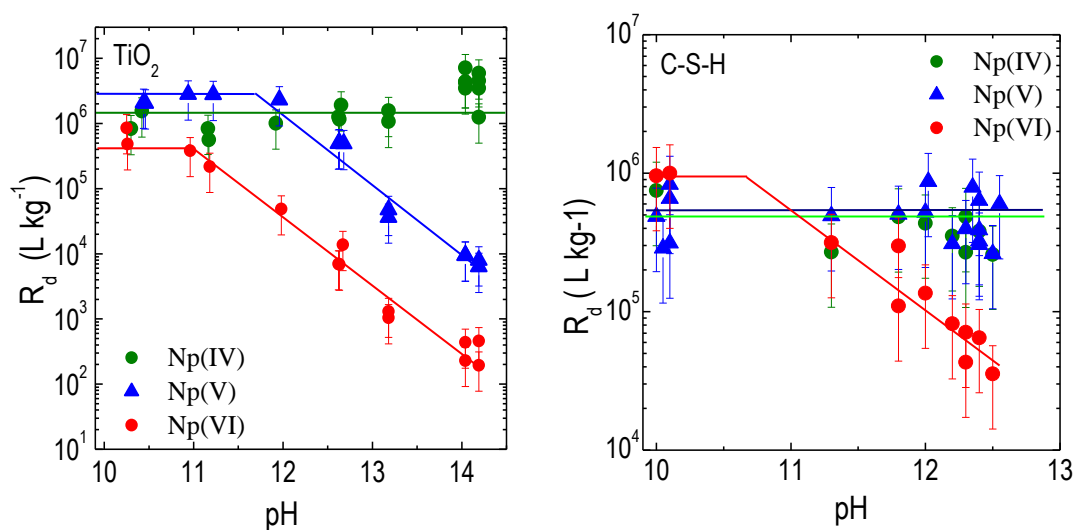 TiO2
10^7
10^6
10^5
10^4
10^3
10^2
10^1
R_d (L kg^-1)
Np(IV)
Np(V)
Np(VI)
10 11 12 13 14
pH
C-S-H
Np(IV)
Np(V)
Np(VI)
10^7
10^6
10^5
10^4
R_d ( L kg-1)
10 11 12 13
pH